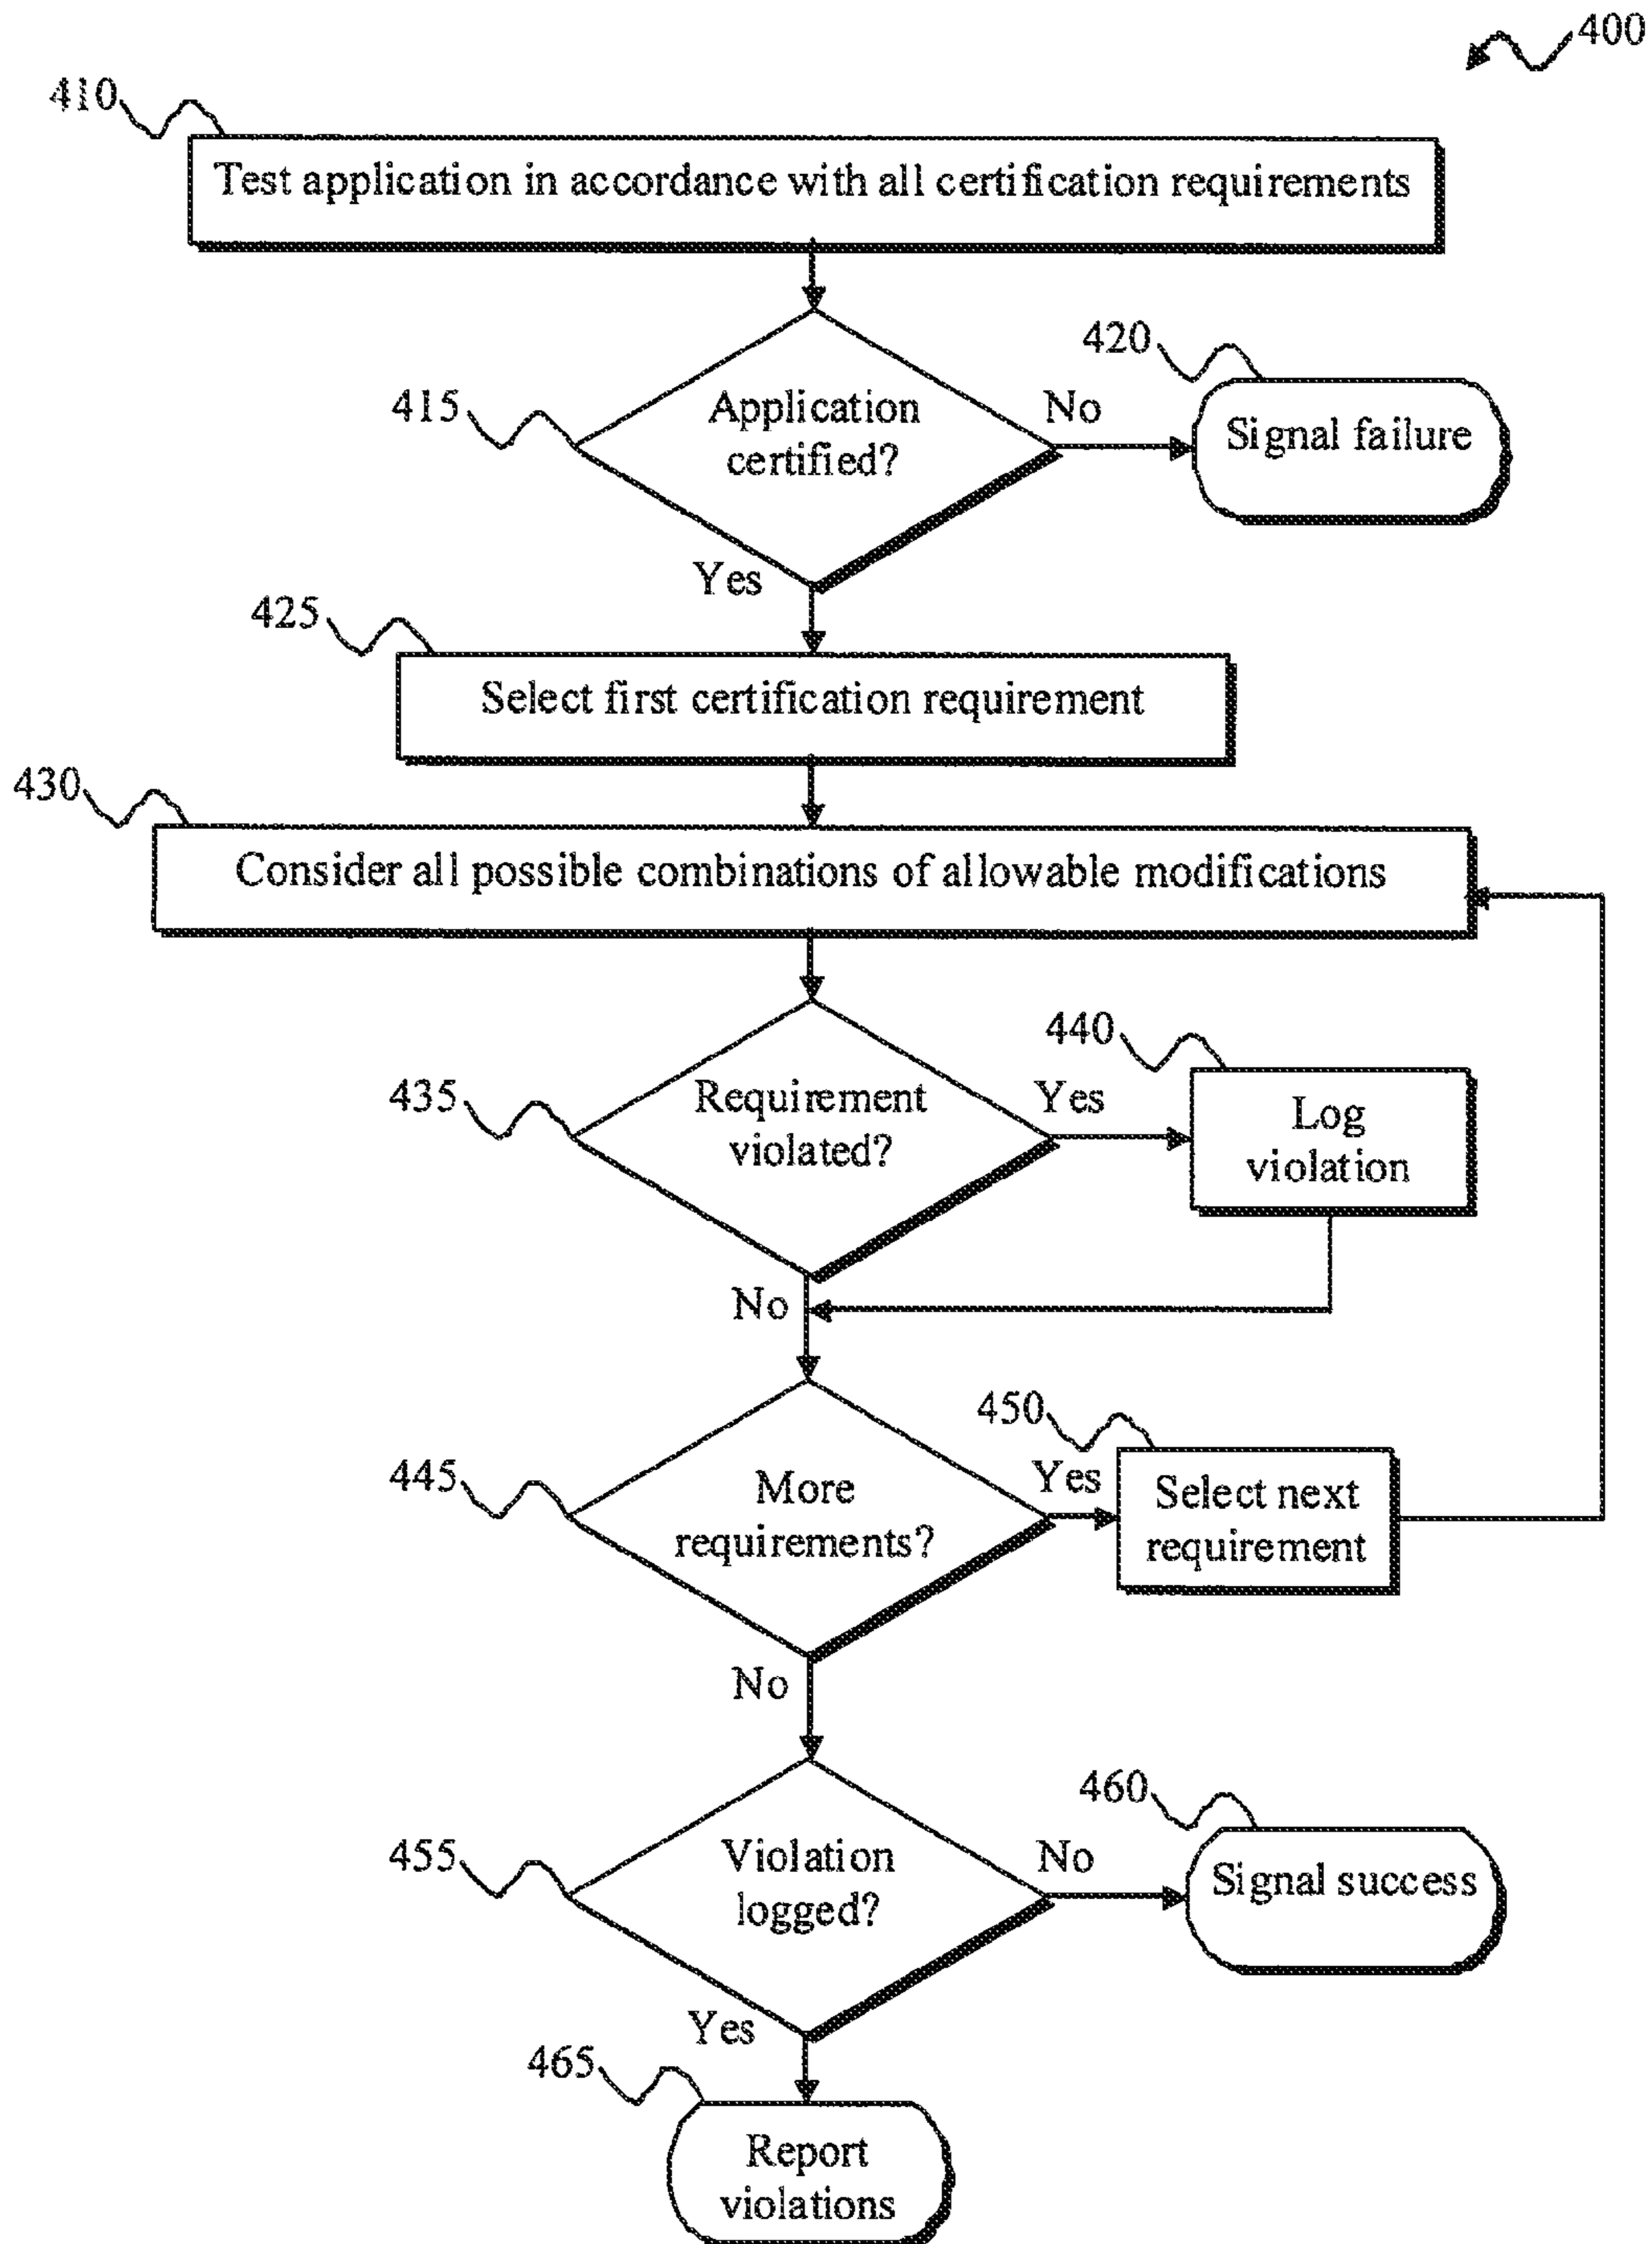 400
410
Test application in accordance with all certification requirements
420
415
Application
certified?
No
Signal failure
Yes
425
Select first certification requirement
430
Consider all possible combinations of allowable modifications
440
435
Requirement
violated?
Yes
Log
violation
No
450
445
More
requirements?
Yes
Select next
requirement
No
460
455
Violation
logged?
No
Signal success
Yes
465
Report
violations